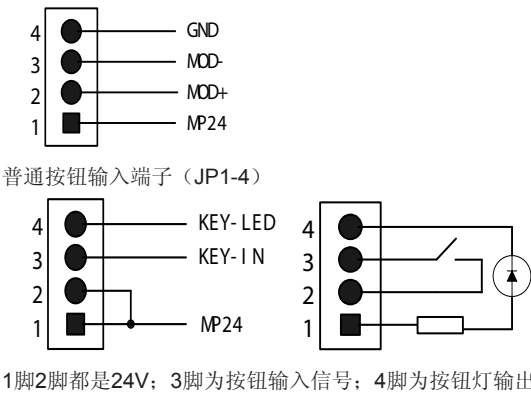 4 GND
3 MOD-
2 MOD+
1 MP24
普通按钮输入端子（JP1-4）
4 KEY-LED
3 KEY-IN
2
1 MP24
4
3
2
1
1脚2脚都是24V；3脚为按钮输入信号；4脚为按钮灯输出